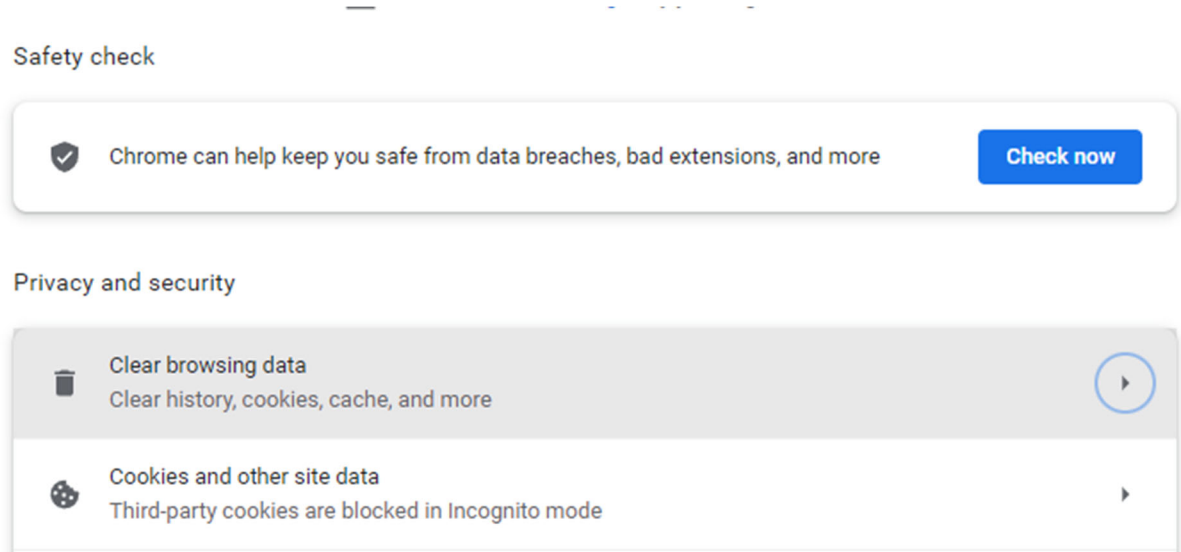 Safety check
Chrome can help keep you safe from data breaches, bad extensions, and more
Check now
Privacy and security
Clear browsing data
Clear history, cookies, cache, and more
Cookies and other site data
Third-party cookies are blocked in Incognito mode